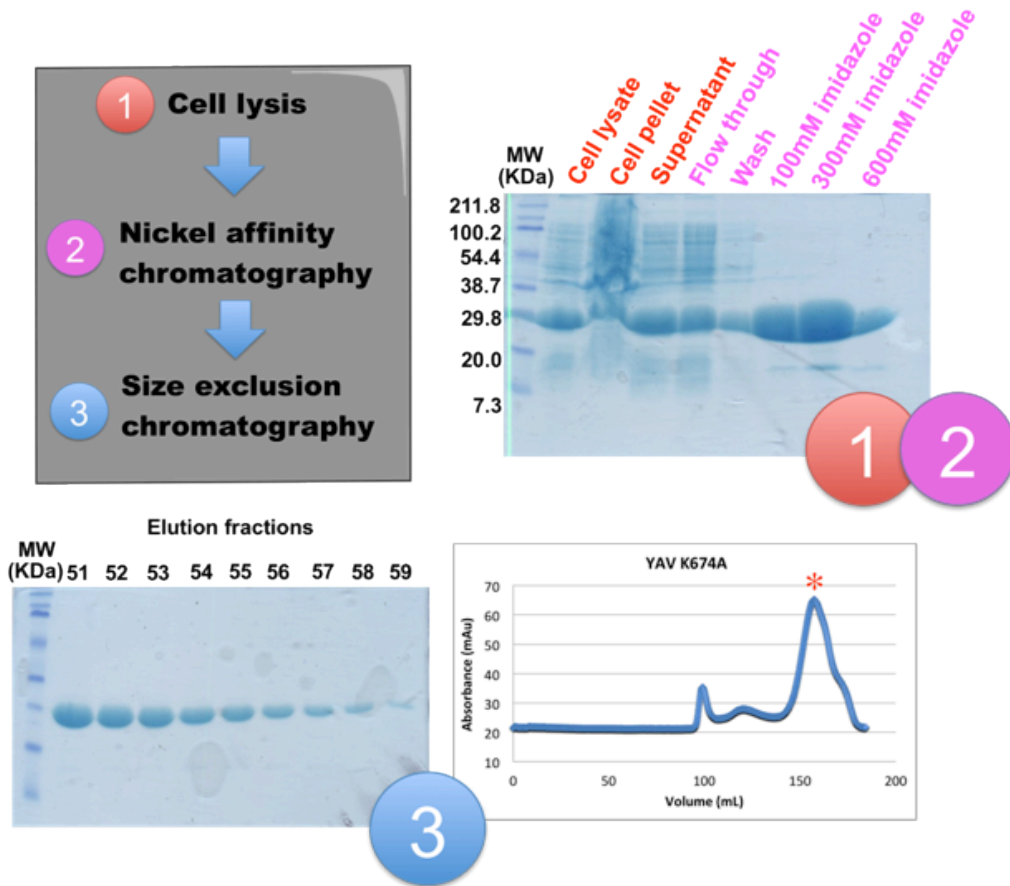 1 Cell lysis
2 Nickel affinity
chromatography
3 Size exclusion
chromatography
Cell lysate
Cell pellet
Supernatant
Flow through
Wash
100mM imidazole
300mM imidazole
600mM imidazole
MW
(KDa)
211.8
100.2
54.4
38.7
29.8
20.0
7.3
1 2
Elution fractions
MW
(KDa) 51 52 53 54 55 56 57 58 59
3
YAV K674A
*
Absorbance (mAu)
70
60
50
40
30
20
10
0 50 100 150 200
Volume (mL)